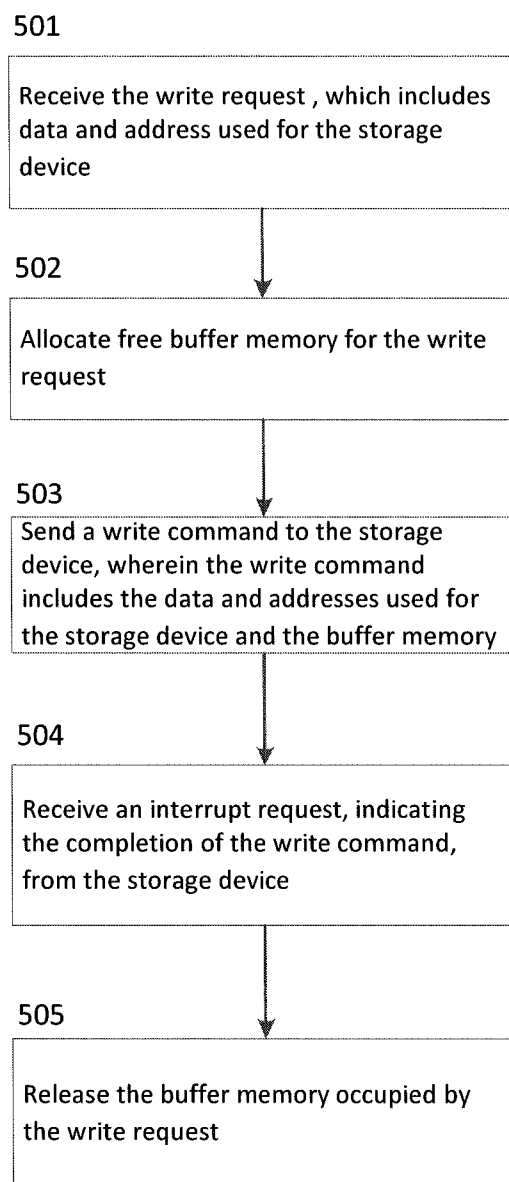 501
Receive the write request , which includes
data and address used for the storage
device
502
Allocate free buffer memory for the write
request
503
Send a write command to the storage
device, wherein the write command
includes the data and addresses used for
the storage device and the buffer memory
504
Receive an interrupt request, indicating
the completion of the write command,
from the storage device
505
Release the buffer memory occupied by
the write request